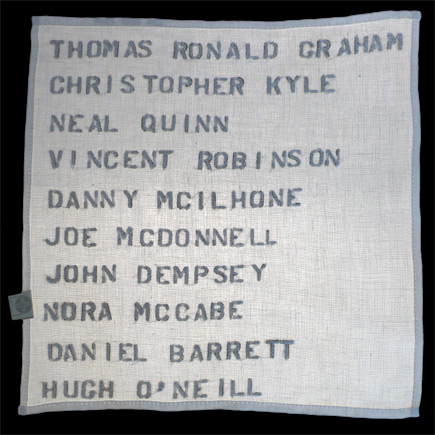 THOMAS RONALD GRAHAM
CHRISTOPHER KYLE
NEAL QUINN
VINCENT ROBINSON
DANNY MCILHONE
JOE MCDONNELL
JOHN DEMPSEY
NORA MCCABE
DANIEL BARRETT
HUGH O'NEILL